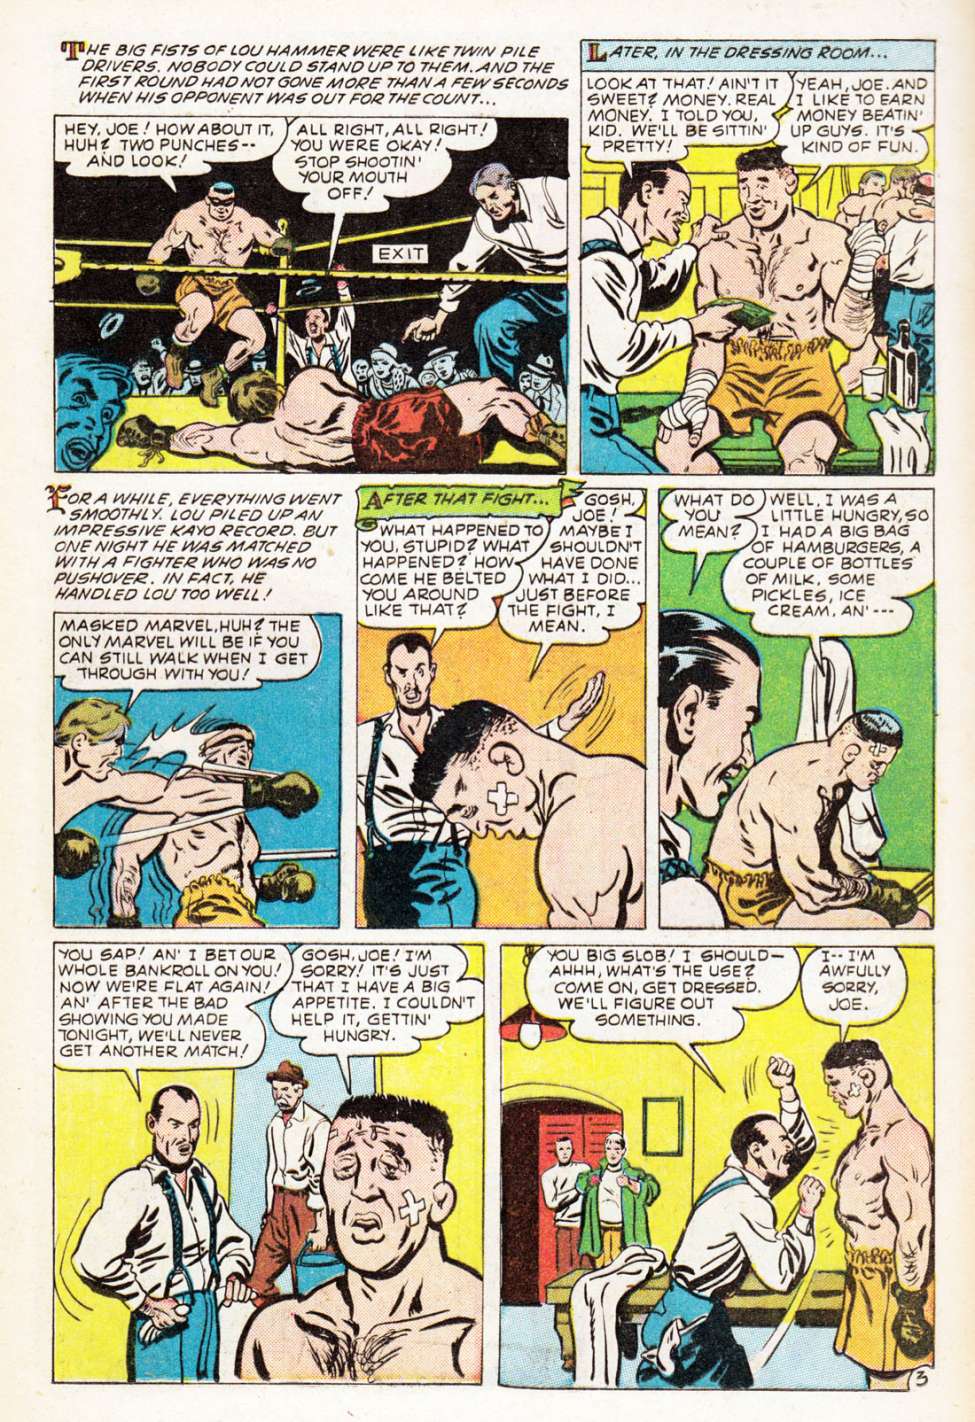 THE BIG FISTS OF LOU HAMMER WERE LIKE TWIN PILE
DRIVERS. NOBODY COULD STAND UP TO THEM. AND THE
FIRST ROUND HAD NOT GONE MORE THAN A FEW SECONDS
WHEN HIS OPPONENT WAS OUT FOR THE COUNT...
HEY, JOE! HOW ABOUT IT,
HUH? TWO PUNCHES--
AND LOOK!
ALL RIGHT, ALL RIGHT!
YOU WERE OKAY!
STOP SHOOTIN'
YOUR MOUTH
OFF!
EXIT
LATER, IN THE DRESSING ROOM...
LOOK AT THAT! AIN'T IT
SWEET? MONEY. REAL
MONEY. I TOLD YOU,
KID. WE'LL BE SITTIN'
PRETTY!
YEAH, JOE. AND
I LIKE TO EARN
MONEY BEATIN'
UP GUYS. IT'S
KIND OF FUN.
FOR A WHILE, EVERYTHING WENT
SMOOTHLY. LOU PILED UP AN
IMPRESSIVE KAYO RECORD. BUT
ONE NIGHT HE WAS MATCHED
WITH A FIGHTER WHO WAS NO
PUSHOVER. IN FACT, HE
HANDLED LOU TOO WELL!
MASKED MARVEL, HUH? THE
ONLY MARVEL WILL BE IF YOU
CAN STILL WALK WHEN I GET
THROUGH WITH YOU!
AFTER THAT FIGHT...
WHAT HAPPENED TO
YOU, STUPID? WHAT
HAPPENED? HOW
COME HE BELTED
YOU AROUND
LIKE THAT?
GOSH,
JOE!
MAYBE I
SHOULDN'T
HAVE DONE
WHAT I DID...
JUST BEFORE
THE FIGHT, I
MEAN.
WHAT DO
YOU
MEAN?
WELL, I WAS A
LITTLE HUNGRY, SO
I HAD A BIG BAG
OF HAMBURGERS, A
COUPLE OF BOTTLES
OF MILK, SOME
PICKLES, ICE
CREAM, AN'---
YOU SAP! AN' I BET OUR
WHOLE BANKROLL ON YOU!
NOW WE'RE FLAT AGAIN!
AN' AFTER THE BAD
SHOWING YOU MADE
TONIGHT, WE'LL NEVER
GET ANOTHER MATCH!
GOSH, JOE! I'M
SORRY! IT'S JUST
THAT I HAVE A BIG
APPETITE. I COULDN'T
HELP IT, GETTIN'
HUNGRY.
YOU BIG SLOB! I SHOULD—
AHHH, WHAT'S THE USE?
COME ON, GET DRESSED.
WE'LL FIGURE OUT
SOMETHING.
I-- I'M
AWFULLY
SORRY,
JOE.
3